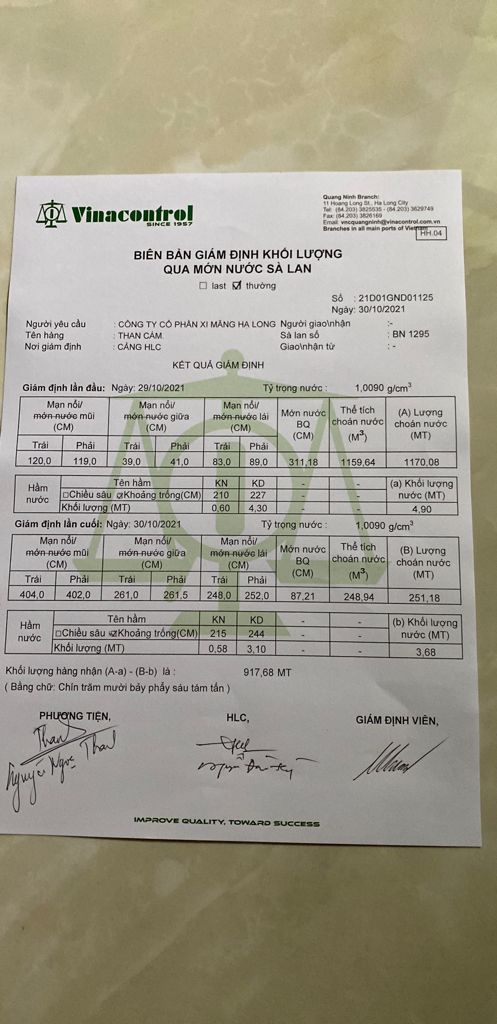 Vinacontrol
SINCE 1957
Quang Ninh Branch:
11 Hoang Long St., Ha Long City
Tel: (84.203) 3825535 - (84.203) 3629749
Fax: (84.203) 3826169
Email: vncquangninh@vinacontrol.com.vn
Branches in all main ports of Vietnam
HH.04
BIÊN BẢN GIÁM ĐỊNH KHỐI LƯỢNG
QUA MỚN NƯỚC SÀ LAN
☐ last ☑ thường
Số : 21D01GND01125
Ngày: 30/10/2021
Người yêu cầu : CÔNG TY CỔ PHẦN XI MĂNG HẠ LONG Người giao\nhận :-
Tên hàng : THAN CÁM. Sà lan số : BN 1295
Nơi giám định : CẢNG HLC Giao\nhận từ : -
KẾT QUẢ GIÁM ĐỊNH
Giám định lần đầu: Ngày: 29/10/2021 Tỷ trọng nước : 1,0090 g/cm3
Mạn nổi/ Mạn nổi/ Mạn nổi/ Mớn nước Thể tích (A) Lượng
mớn nước mũi mớn nước giữa mớn nước lái BQ choán nước choán nước
(CM) (CM) (CM) (CM) (M3) (MT)
Trái Phải Trái Phải Trái Phải
120,0 119,0 39,0 41,0 83,0 89,0 311,18 1159,64 1170,08
Hầm nước Tên hầm KN KD - - - (a) Khối lượng
☐Chiều sâu ☑Khoảng trống(CM) 210 227 - - - nước (MT)
Khối lượng (MT) 0,60 4,30 - - - 4,90
Giám định lần cuối: Ngày: 30/10/2021 Tỷ trọng nước : 1,0090 g/cm3
Mạn nổi/ Mạn nổi/ Mạn nổi/ Mớn nước Thể tích (B) Lượng
mớn nước mũi mớn nước giữa mớn nước lái BQ choán nước choán nước
(CM) (CM) (CM) (CM) (M3) (MT)
Trái Phải Trái Phải Trái Phải
404,0 402,0 261,0 261,5 248,0 252,0 87,21 248,94 251,18
Hầm nước Tên hầm KN KD - - - (b) Khối lượng
☐Chiều sâu ☑Khoảng trống(CM) 215 244 - - - nước (MT)
Khối lượng (MT) 0,58 3,10 - - - 3,68
Khối lượng hàng nhận (A-a) - (B-b) là : 917,68 MT
( Bằng chữ: Chín trăm mười bảy phẩy sáu tám tấn )
PHƯƠNG TIỆN, HLC, GIÁM ĐỊNH VIÊN,
Than
Nguyễn Ngọc Than
IMPROVE QUALITY, TOWARD SUCCESS